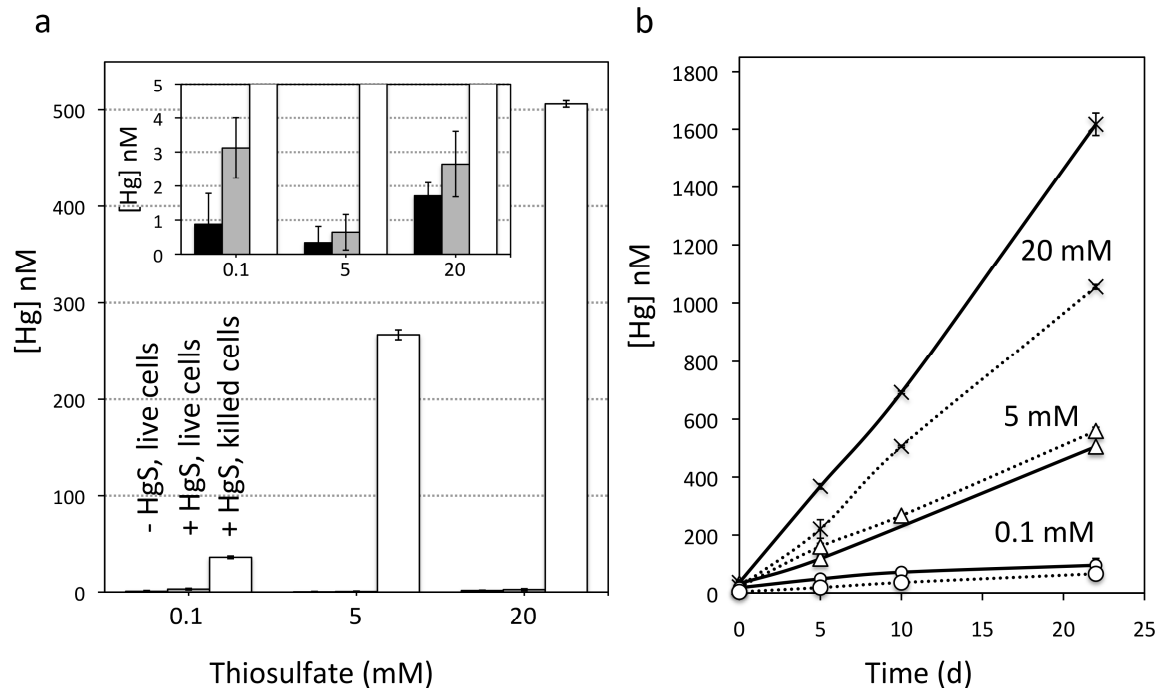 a
[Hg] nM
500
400
300
200
100
0
[Hg] nM
5
4
3
2
1
0
0.1
5
20
- HgS, live cells
+ HgS, live cells
+ HgS, killed cells
0.1
5
20
Thiosulfate (mM)
b
[Hg] nM
1800
1600
1400
1200
1000
800
600
400
200
0
20 mM
5 mM
0.1 mM
0
5
10
15
20
25
Time (d)